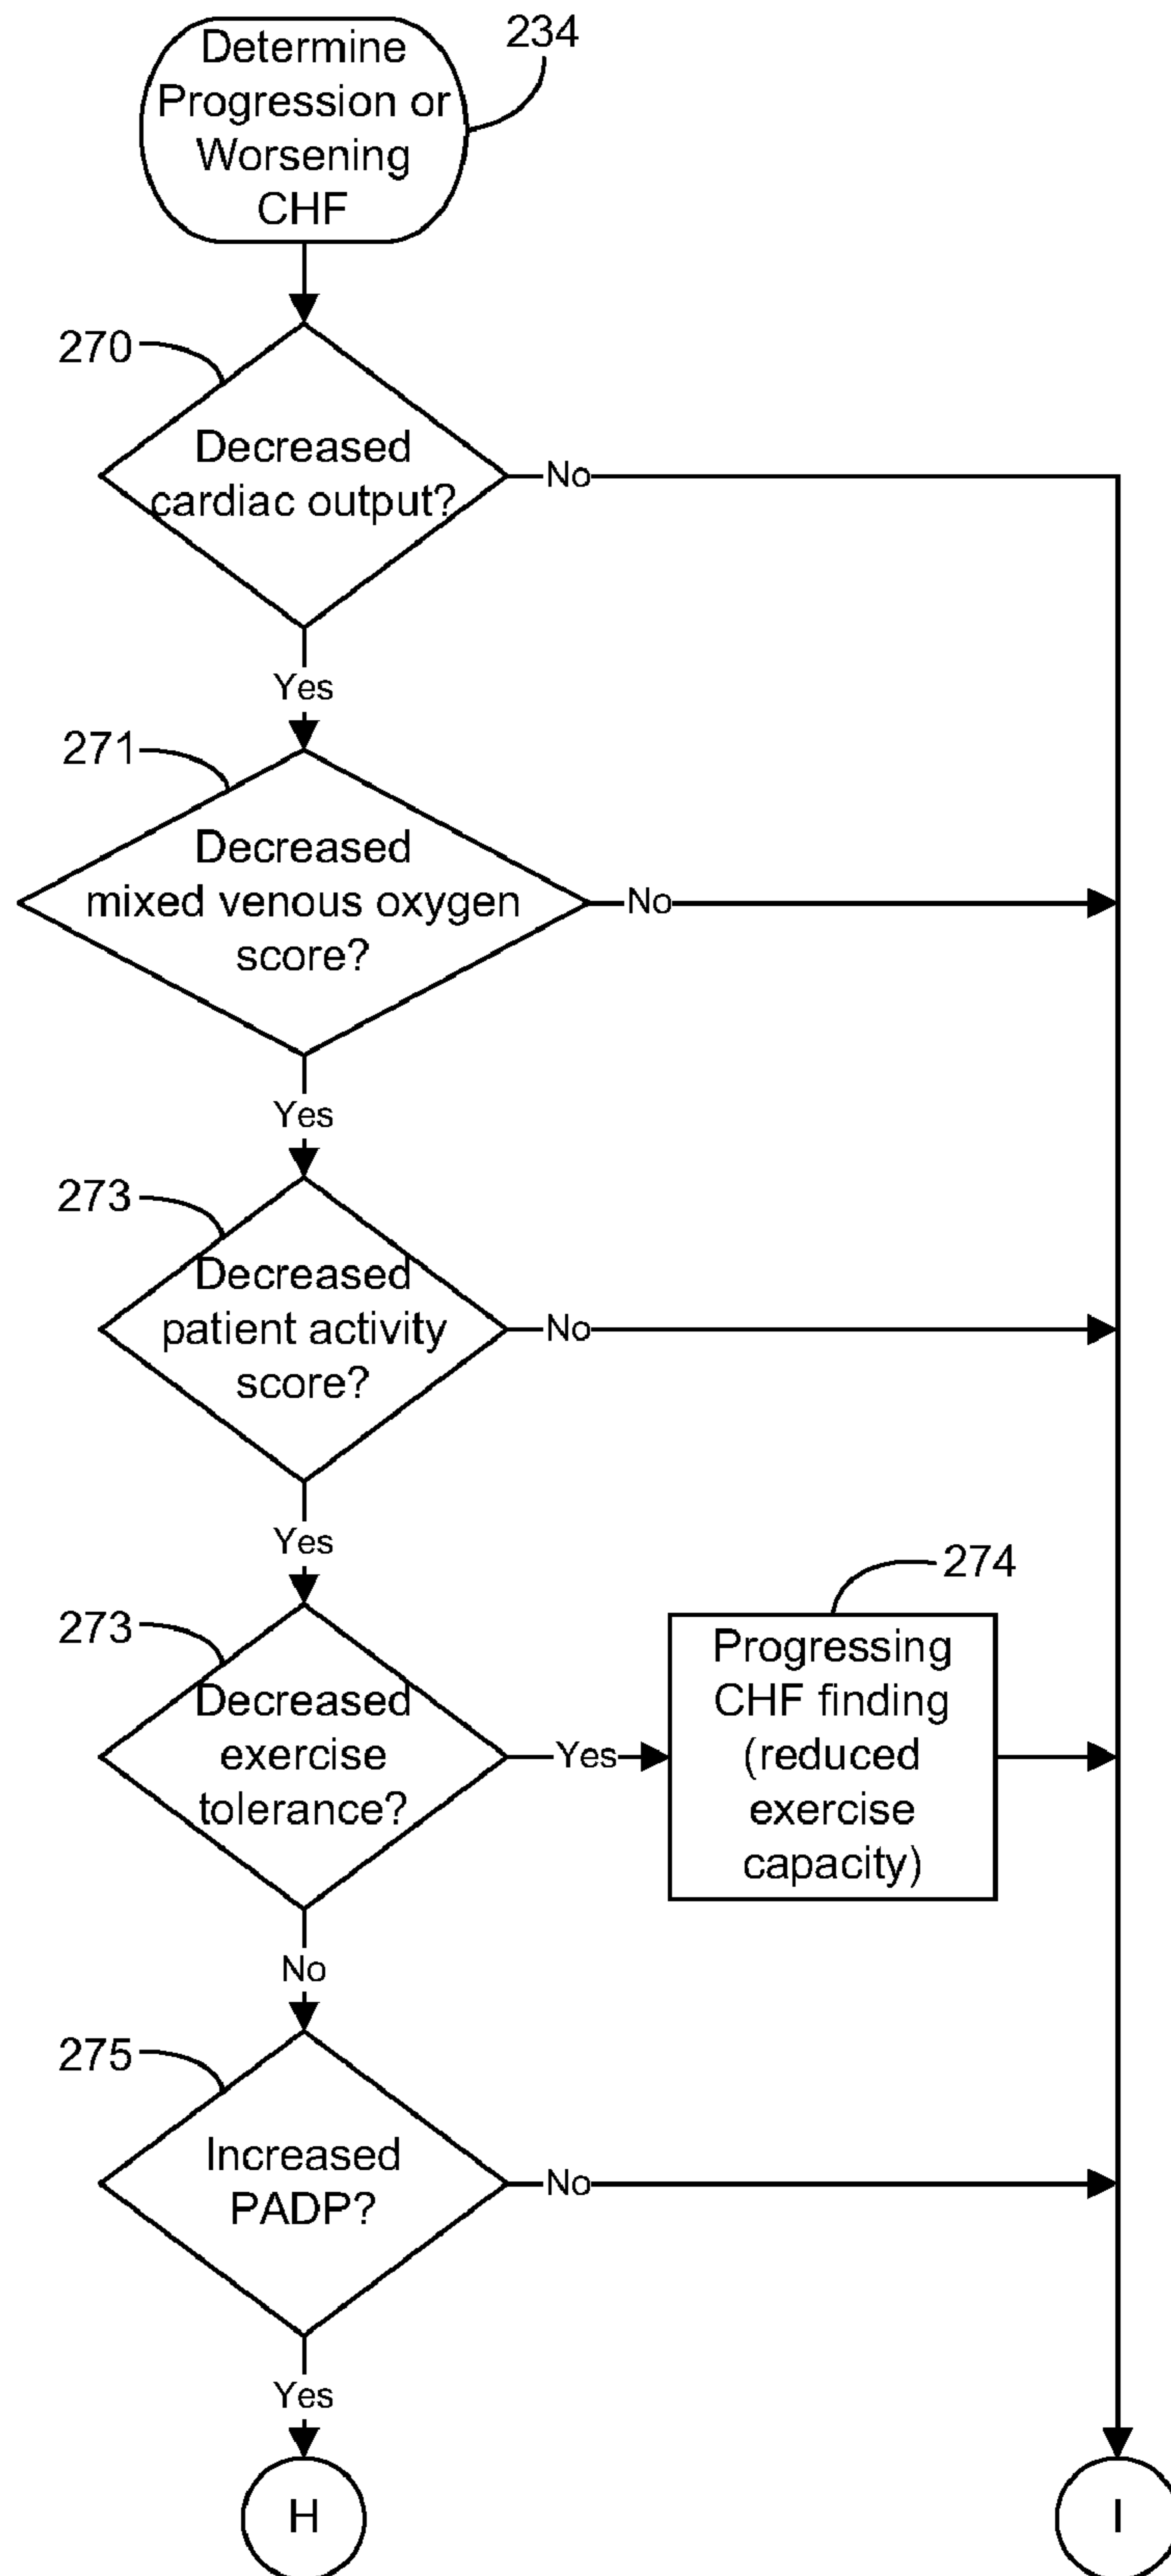 Determine
Progression or
Worsening
CHF
234
270
Decreased
cardiac output?
No
Yes
271
Decreased
mixed venous oxygen
score?
No
Yes
273
Decreased
patient activity
score?
No
Yes
273
Decreased
exercise
tolerance?
Yes
274
Progressing
CHF finding
(reduced
exercise
capacity)
No
275
Increased
PADP?
No
Yes
H
I